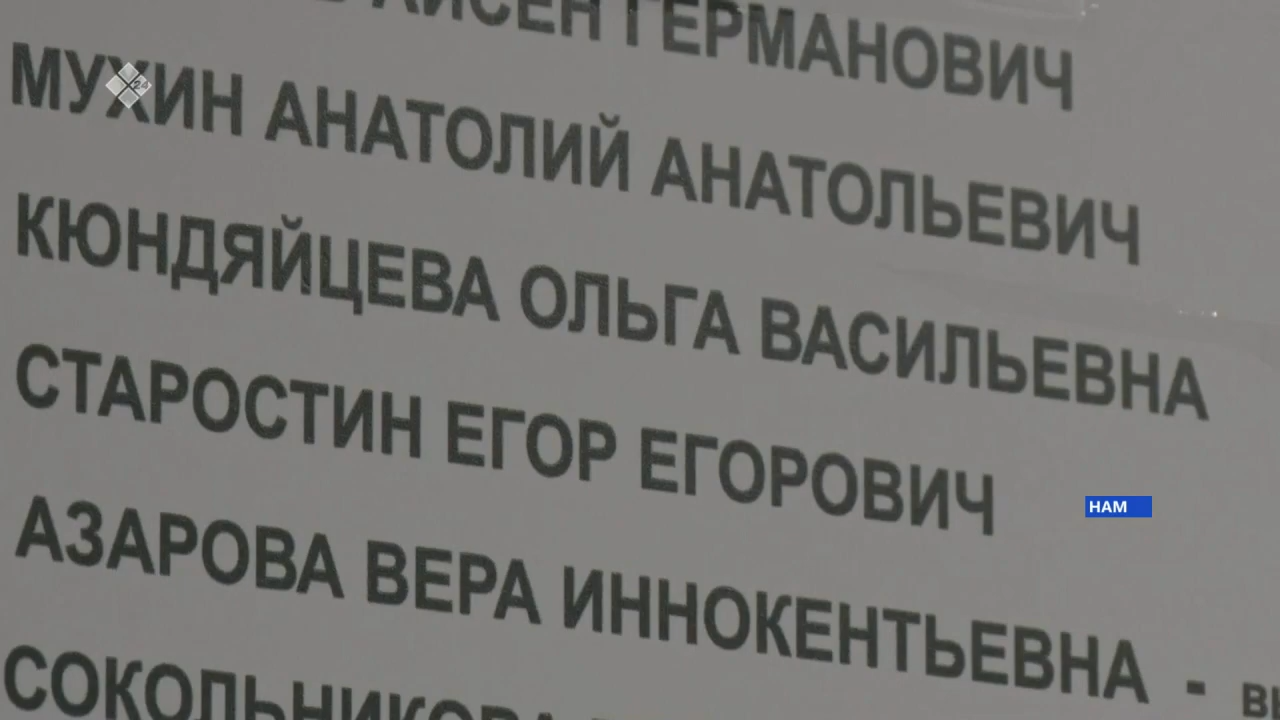 ГЕРМАНОВИЧ
МУХИН АНАТОЛИЙ АНАТОЛЬЕВИЧ
КЮНДЯЙЦЕВА ОЛЬГА ВАСИЛЬЕВНА
СТАРОСТИН ЕГОР ЕГОРОВИЧ
НАМ
АЗАРОВА ВЕРА ИННОКЕНТЬЕВНА -